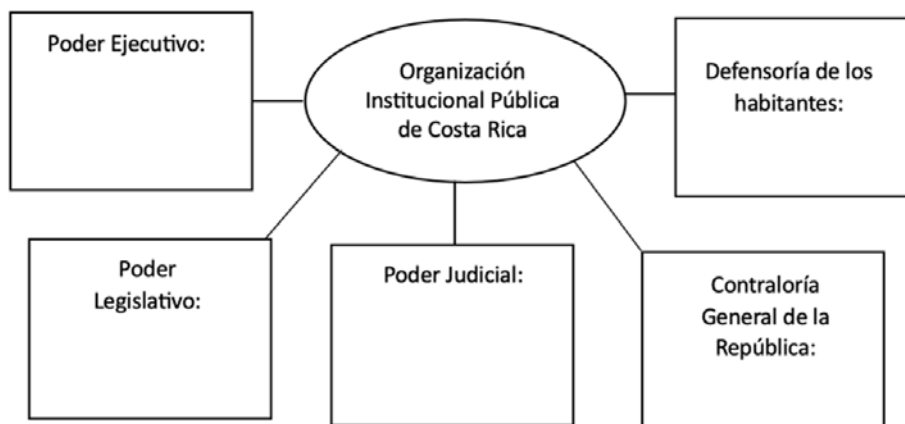 Poder Ejecutivo:
Organización
Institucional Pública
de Costa Rica
Defensoría de los
habitantes:
Poder
Legislativo:
Poder Judicial:
Contraloría
General de la
República: